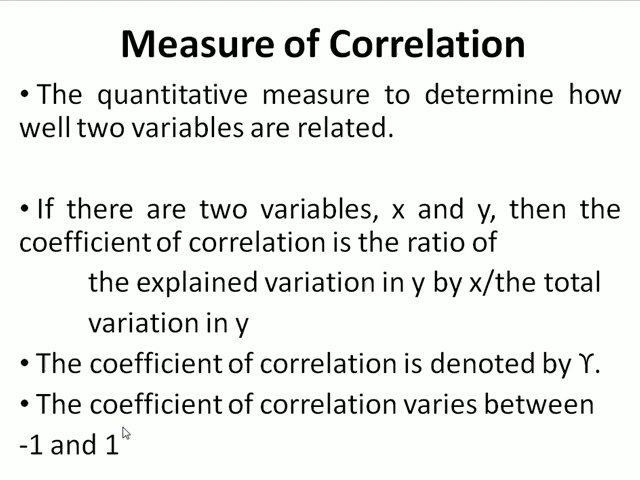 Measure of Correlation
• The quantitative measure to determine how
well two variables are related.
• If there are two variables, x and y, then the
coefficient of correlation is the ratio of
the explained variation in y by x/the total
variation in y
• The coefficient of correlation is denoted by ϒ.
• The coefficient of correlation varies between
-1 and 1